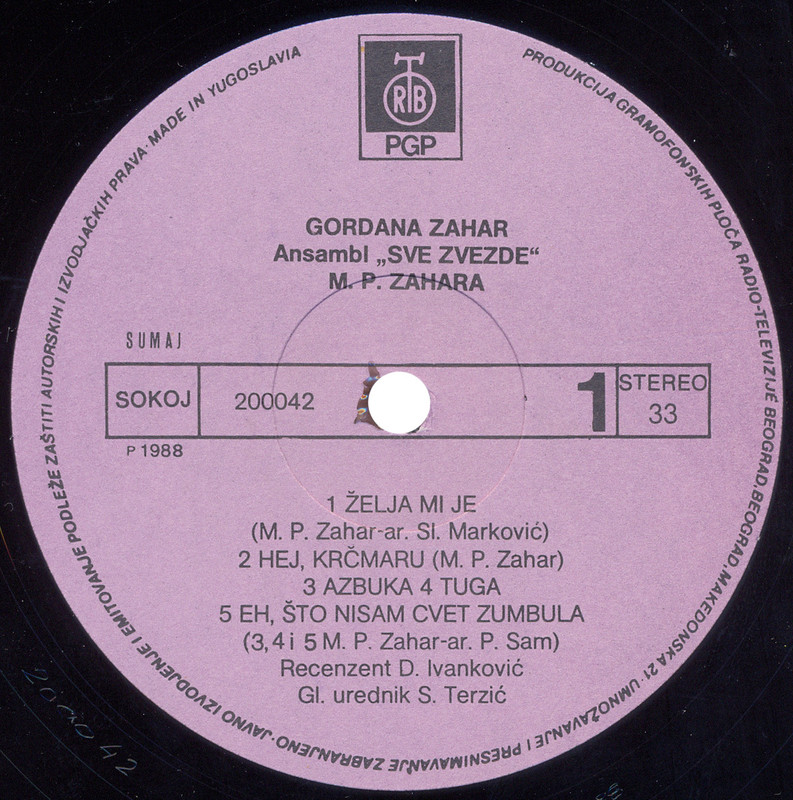 RTB
PGP
PRODUKCIJA GRAMOFONSKIH PLOČA RADIO-TELEVIZIJE BEOGRAD, BEOGRAD, MAKEDONSKA 21 · UMNOŽAVANJE I PRESNIMAVANJE ZABRANJENO · JAVNO IZVODJENJE I EMITOVANJE PODLEŽE ZAŠTITI AUTORSKIH I IZVODJAČKIH PRAVA · MADE IN YUGOSLAVIA
GORDANA ZAHAR
Ansambl „SVE ZVEZDE“
M. P. ZAHARA
SUMAJ
SOKOJ 200042 1 STEREO 33
P 1988
1 ŽELJA MI JE
(M. P. Zahar-ar. Sl. Marković)
2 HEJ, KRČMARU (M. P. Zahar)
3 AZBUKA 4 TUGA
5 EH, ŠTO NISAM CVET ZUMBULA
(3, 4 i 5 M. P. Zahar-ar. P. Sam)
Recenzent D. Ivanković
Gl. urednik S. Terzić
200042